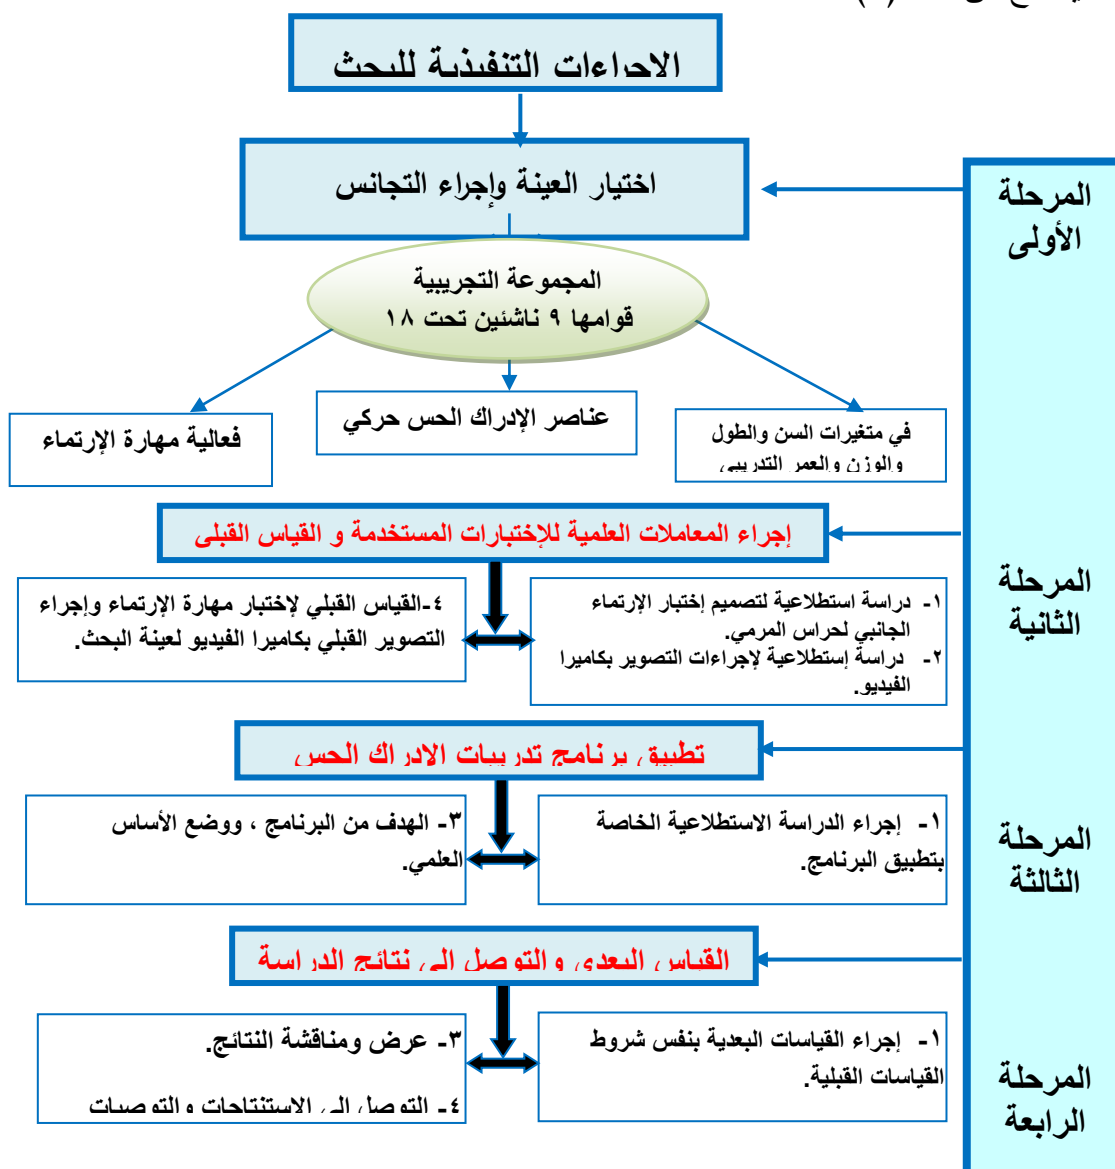 الاجراءات التنفيذية للبحث
اختيار العينة وإجراء التجانس
المرحلة
الأولى
المجموعة التجريبية
قوامها ٩ ناشئين تحت ١٨
في متغيرات السن والطول
والوزن والعمر التدريبي
عناصر الإدراك الحس حركي
فعالية مهارة الإرتماء
إجراء المعاملات العلمية للإختبارات المستخدمة و القياس القبلى
المرحلة
الثانية
١- دراسة استطلاعية لتصميم إختبار الإرتماء
الجانبي لحراس المرمي.
٢- دراسة إستطلاعية لإجراءات التصوير بكاميرا
الفيديو.
٤-القياس القبلي لإختبار مهارة الإرتماء وإجراء
التصوير القبلي بكاميرا الفيديو لعينة البحث.
تطبيق برنامج تدريبات الادراك الحس
المرحلة
الثالثة
١- إجراء الدراسة الاستطلاعية الخاصة
بتطبيق البرنامج.
٣- الهدف من البرنامج ، ووضع الأساس
العلمي.
القياس البعدى والتوصل الى نتائج الدراسة
المرحلة
الرابعة
١- إجراء القياسات البعدية بنفس شروط
القياسات القبلية.
٣- عرض ومناقشة النتائج.
٤- التوصل الى الاستنتاجات والتوصيات